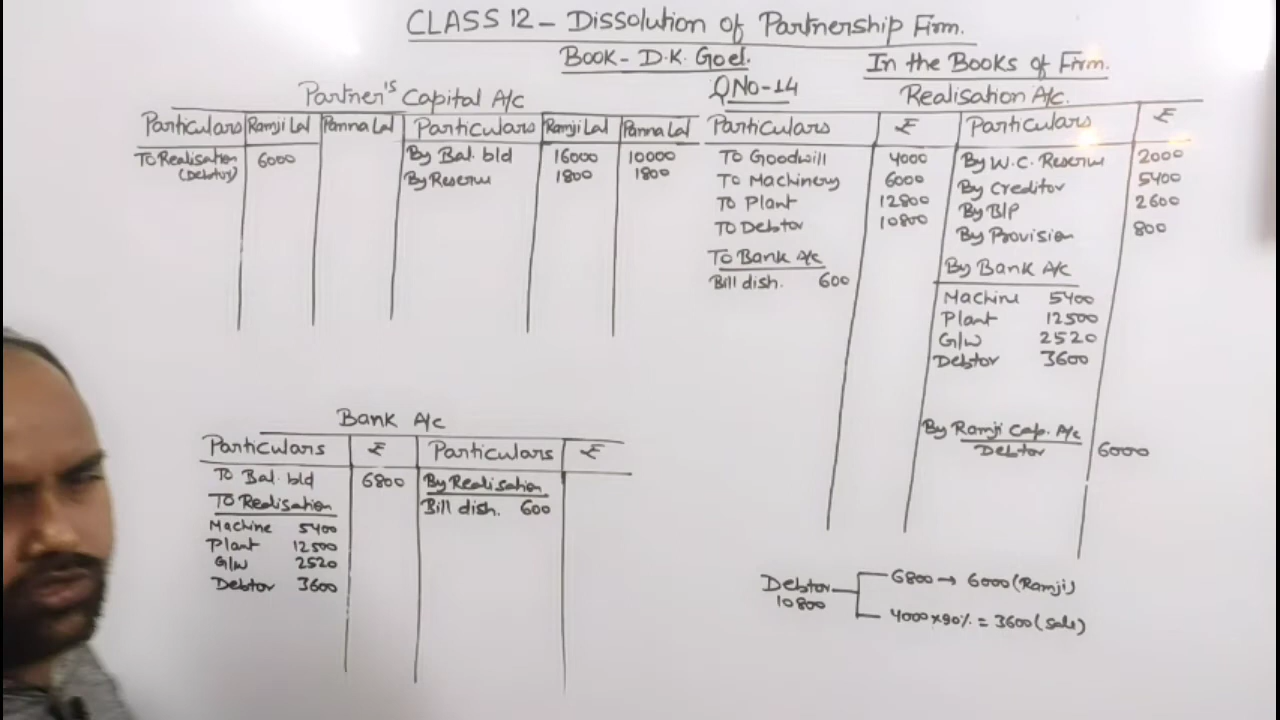 CLASS 12 - Dissolution of Partnership Firm.
Book - D.K. Goel.
In the Books of Firm.
Partner's Capital A/c
Particulars Ramji Lal Panna Lal Particulars Ramji Lal Panna Lal
To Realisation 6000 By Bal. b/d 16000 10000
(Debtor) By Reserve 1800 1800
QNo-14
Realisation A/c.
Particulars ₹ Particulars ₹
To Goodwill 4000 By W.C. Reserve 2000
To Machinery 6000 By Creditor 5400
To Plant 12800 By B/P 2600
To Debtor 10800 By Provision 800
To Bank A/c By Bank A/c
Bill dish. 600 Machine 5400
Plant 12500
G/W 2520
Debtor 3600
By Ramji Cap. A/c
Debtor 6000
Bank A/c
Particulars ₹ Particulars ₹
To Bal. b/d 6800 By Realisation
To Realisation Bill dish. 600
Machine 5400
Plant 12500
G/W 2520
Debtor 3600
Debtor 6800 → 6000 (Ramji)
10800 4000 x 90% = 3600 (Sale)